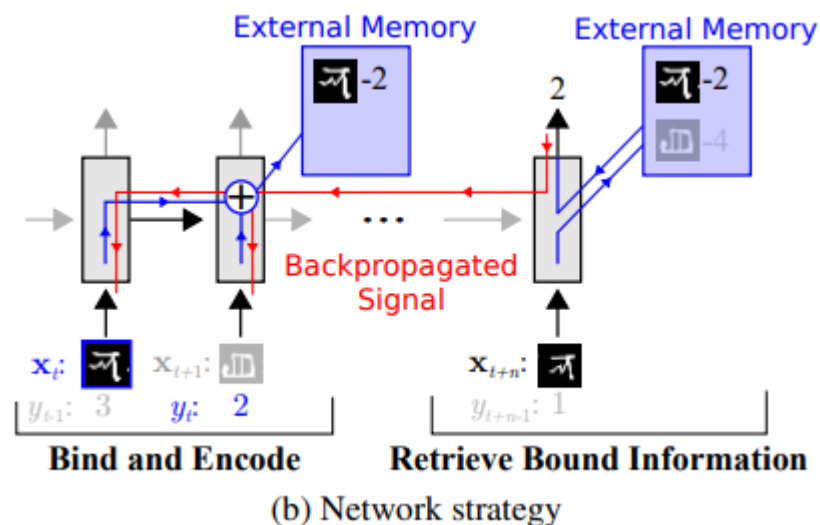 External Memory External Memory
-2 2 -2
-4
+
...
Backpropagated
Signal
x_t: x_{t+1}: x_{t+n}:
y_{t-1}: 3 y_t: 2 y_{t+n-1}: 1
Bind and Encode Retrieve Bound Information
(b) Network strategy